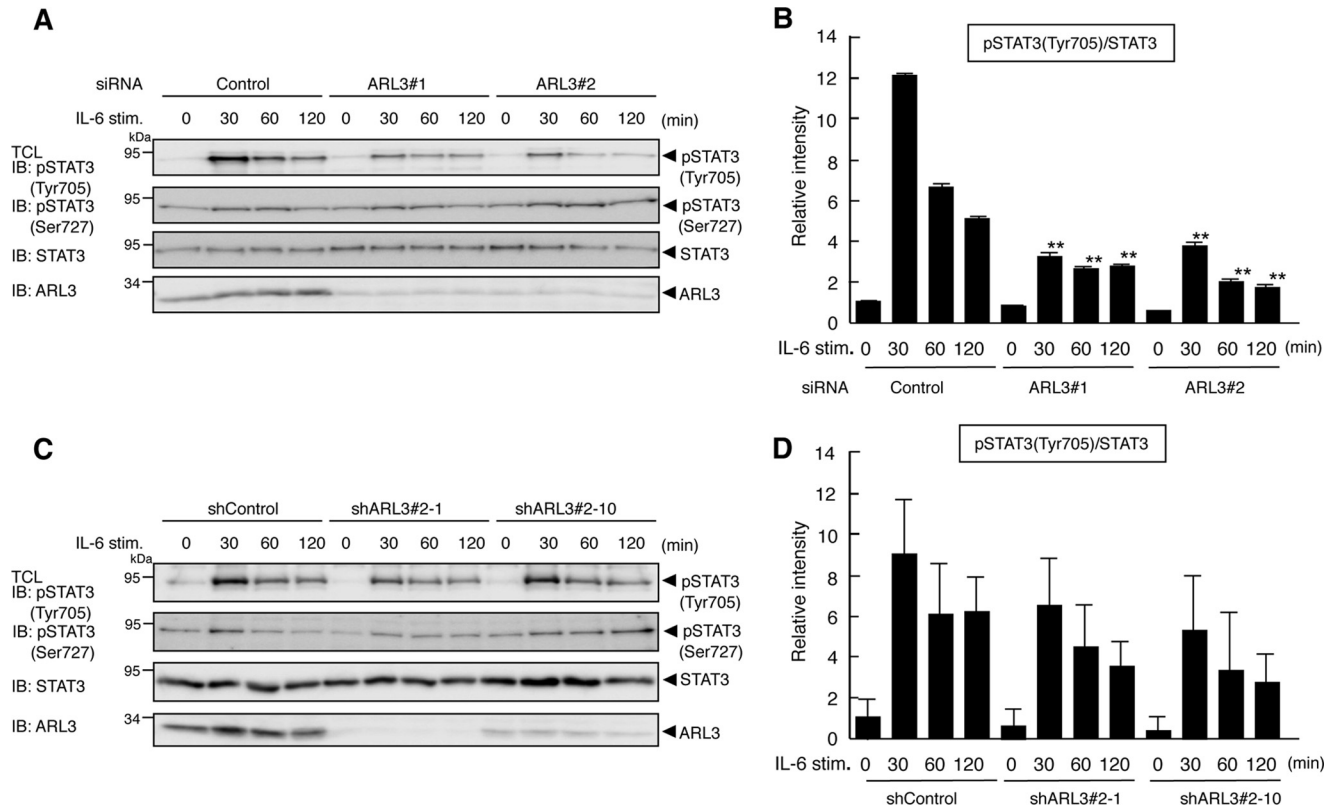 A
siRNA Control ARL3#1 ARL3#2
IL-6 stim. 0 30 60 120 0 30 60 120 0 30 60 120 (min)
kDa
TCL
IB: pSTAT3
(Tyr705)
95
pSTAT3
(Tyr705)
IB: pSTAT3
(Ser727)
95
pSTAT3
(Ser727)
IB: STAT3
95
STAT3
IB: ARL3
34
ARL3
B
pSTAT3(Tyr705)/STAT3
Relative intensity
14
12
10
8
6
4
2
0
** ** ** ** ** **
IL-6 stim. 0 30 60 120 0 30 60 120 0 30 60 120 (min)
siRNA Control ARL3#1 ARL3#2
C
shControl shARL3#2-1 shARL3#2-10
IL-6 stim. 0 30 60 120 0 30 60 120 0 30 60 120 (min)
kDa
TCL
IB: pSTAT3
(Tyr705)
95
pSTAT3
(Tyr705)
IB: pSTAT3
(Ser727)
95
pSTAT3
(Ser727)
IB: STAT3
95
STAT3
IB: ARL3
34
ARL3
D
pSTAT3(Tyr705)/STAT3
Relative intensity
14
12
10
8
6
4
2
0
IL-6 stim. 0 30 60 120 0 30 60 120 0 30 60 120 (min)
shControl shARL3#2-1 shARL3#2-10